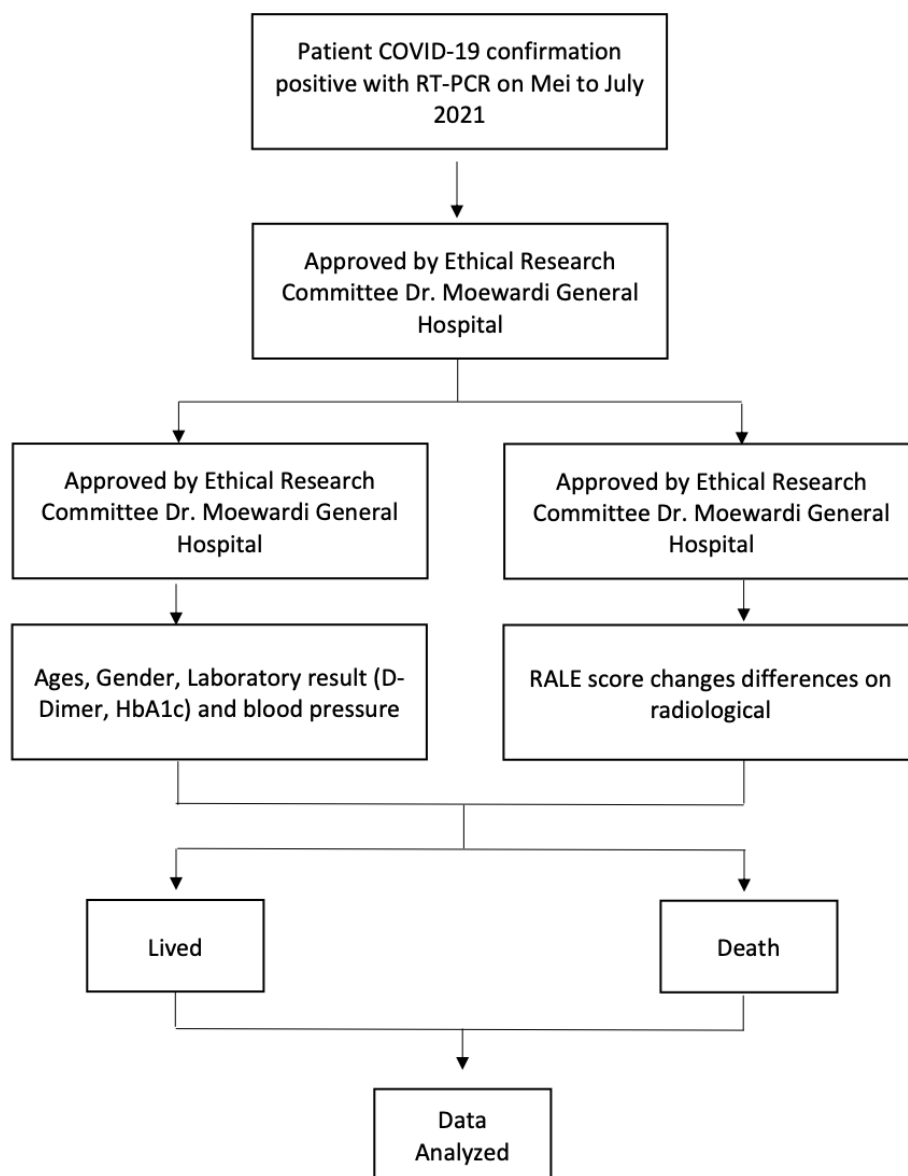 Patient COVID-19 confirmation
positive with RT-PCR on Mei to July
2021
Approved by Ethical Research
Committee Dr. Moewardi General
Hospital
Approved by Ethical Research
Committee Dr. Moewardi General
Hospital
Approved by Ethical Research
Committee Dr. Moewardi General
Hospital
Ages, Gender, Laboratory result (D-
Dimer, HbA1c) and blood pressure
RALE score changes differences on
radiological
Lived
Death
Data
Analyzed